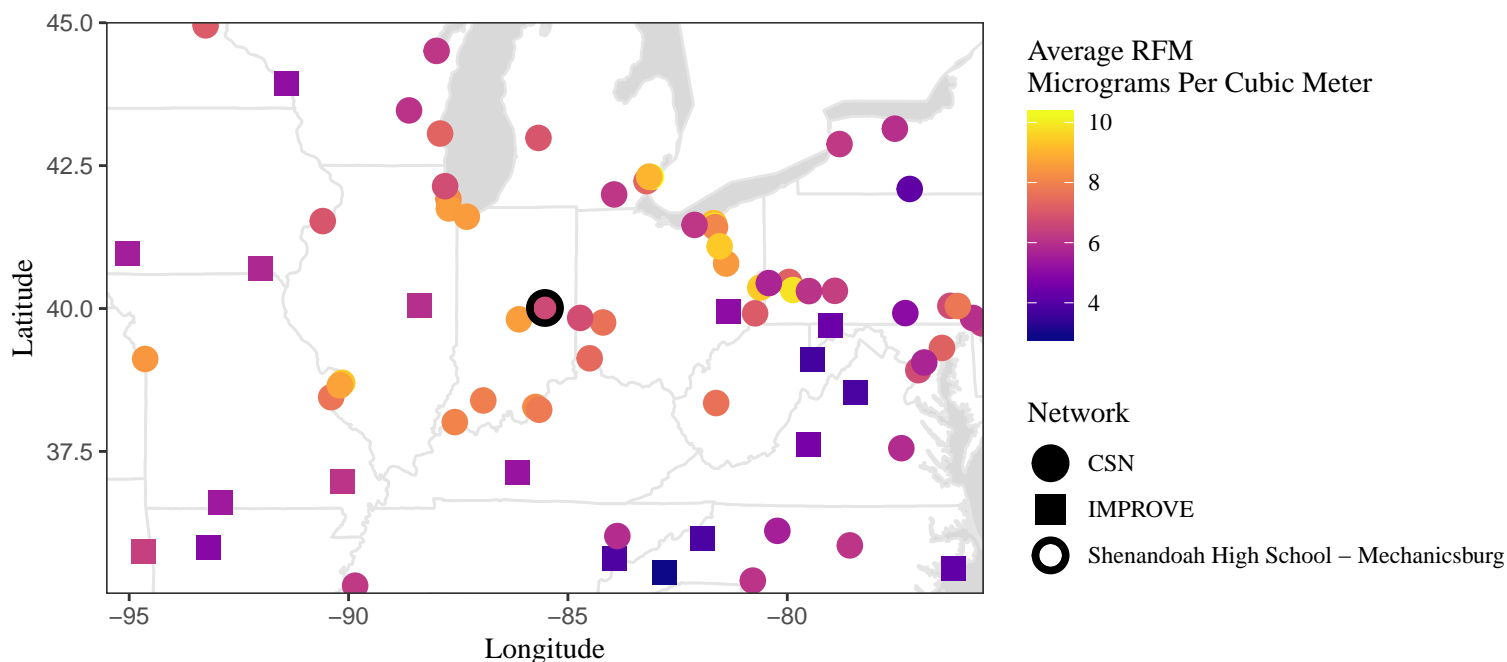 45.0
42.5
40.0
37.5
Latitude
−95
−90
−85
−80
Longitude
Average RFM
Micrograms Per Cubic Meter
10
8
6
4
Network
CSN
IMPROVE
Shenandoah High School – Mechanicsburg